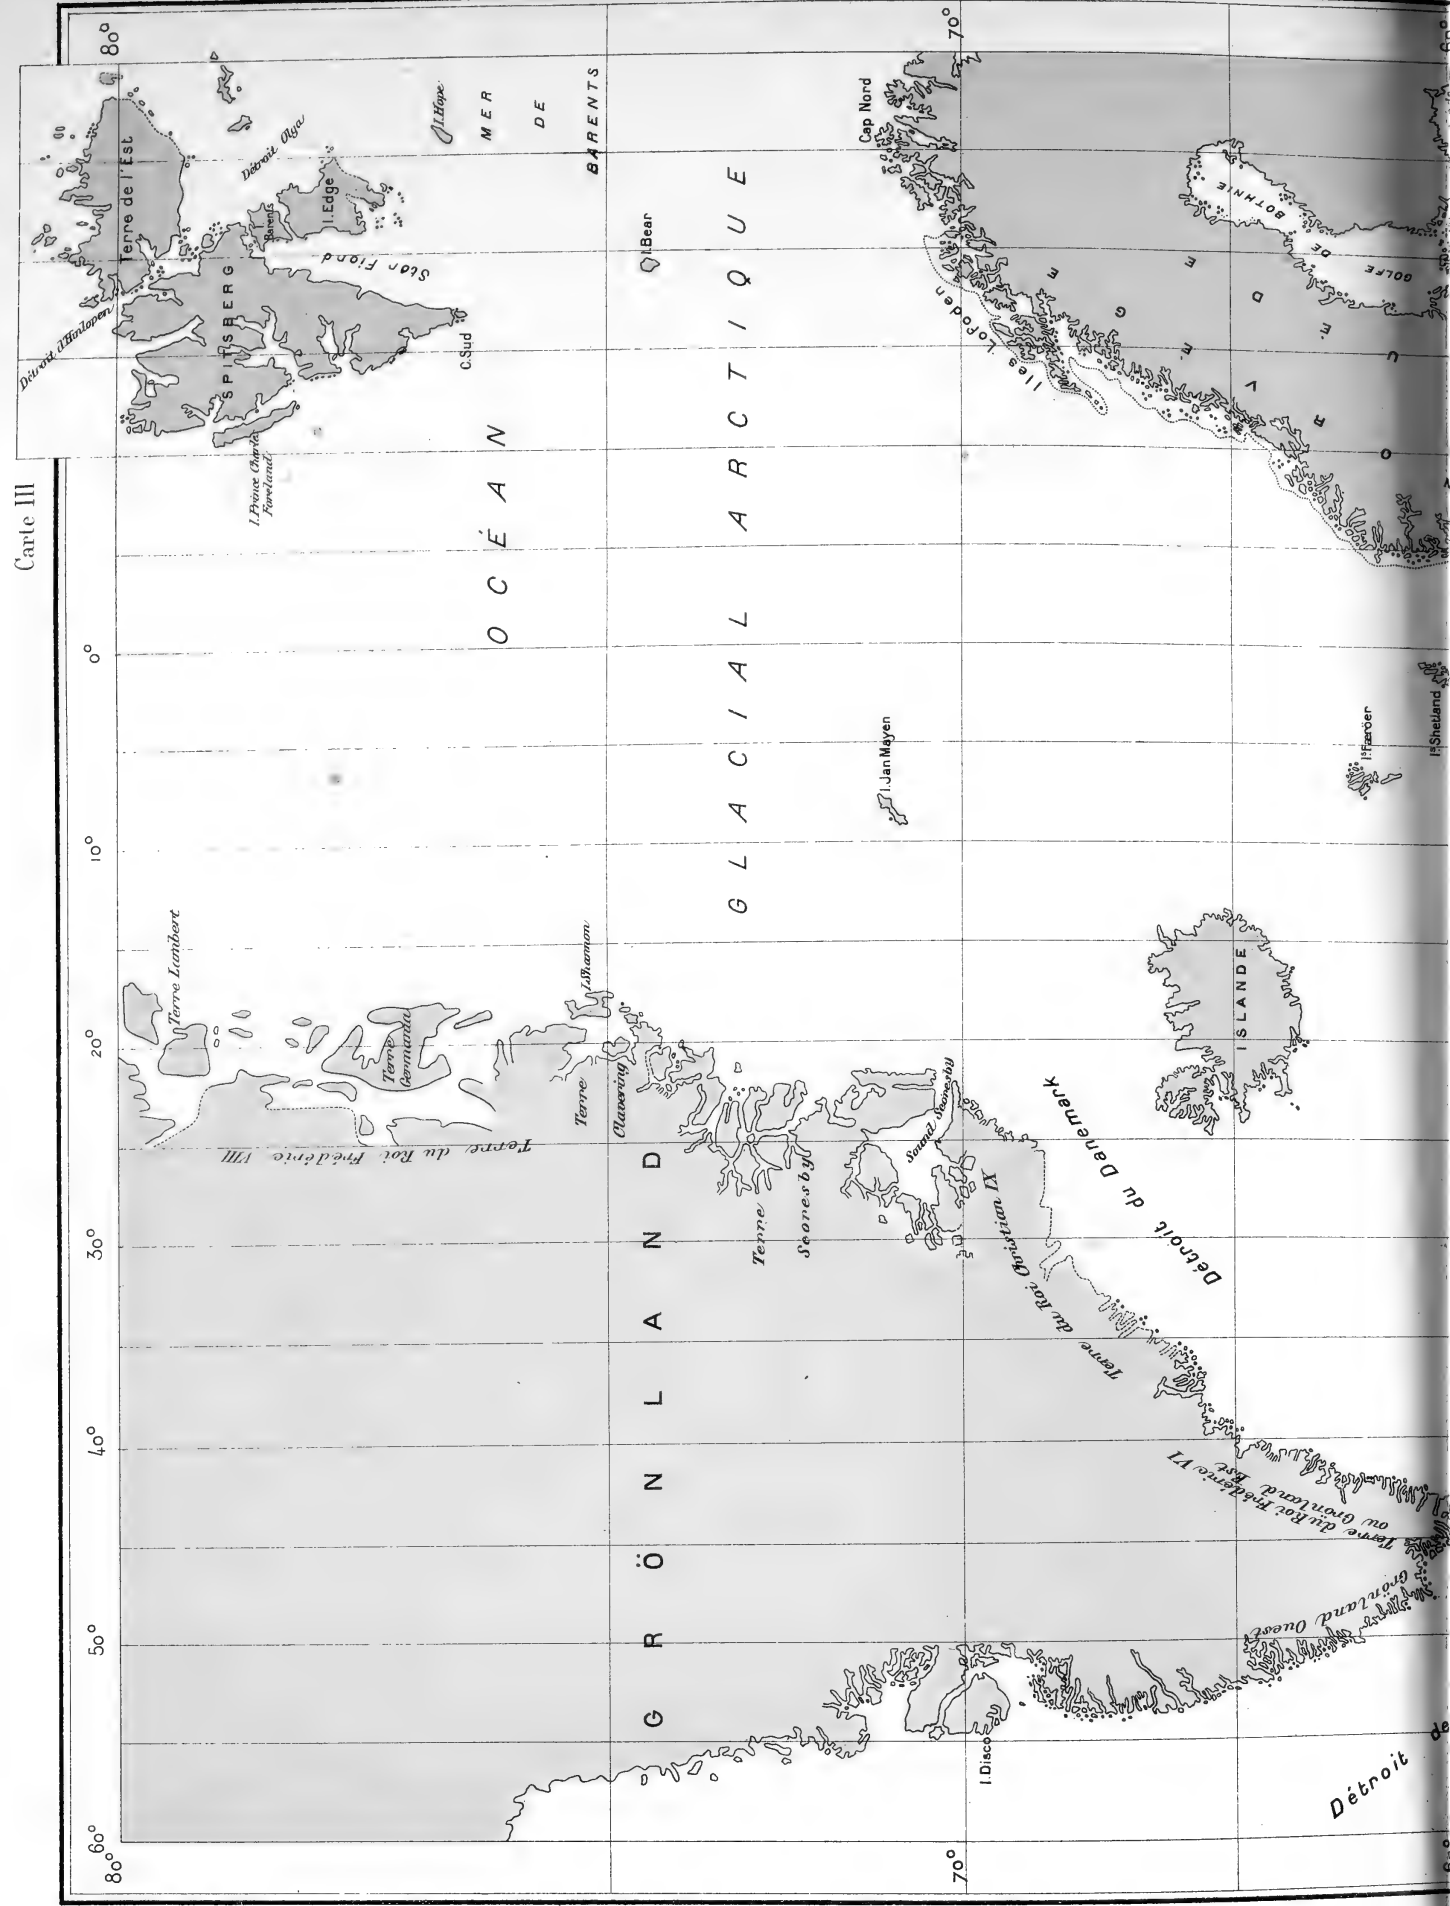 Carte III
60°
50°
40°
30°
20°
10°
0°
80°
80°
70°
70°
Détroit d'Hinlopen
Terre de l'Est
SPITSBERG
I. Prince Charles
Foreland
Détroit Olga
I. Barents
I. Edge
Stor Fiord
C. Sud
I. Hope
MER
DE
BARENTS
I. Bear
OCÉAN
GLACIAL ARCTIQUE
Cap Nord
Iles Lofoden
GOLFE DE BOTHNIE
Terre Lambert
Terre
Germania
Terre du Roi Frédéric VIII
I. Shannon
Terre
Clavering
GRÖNLAND
Terre
Scoresby
Sound Scoresby
Terre du Roi Christian IX
Détroit du Danemark
ISLANDE
I. Jan Mayen
Is. Færöer
Is. Shetland
Terre du Roi Frédéric VI
ou Grönland Est
Grönland Ouest
I. Disco
Détroit de